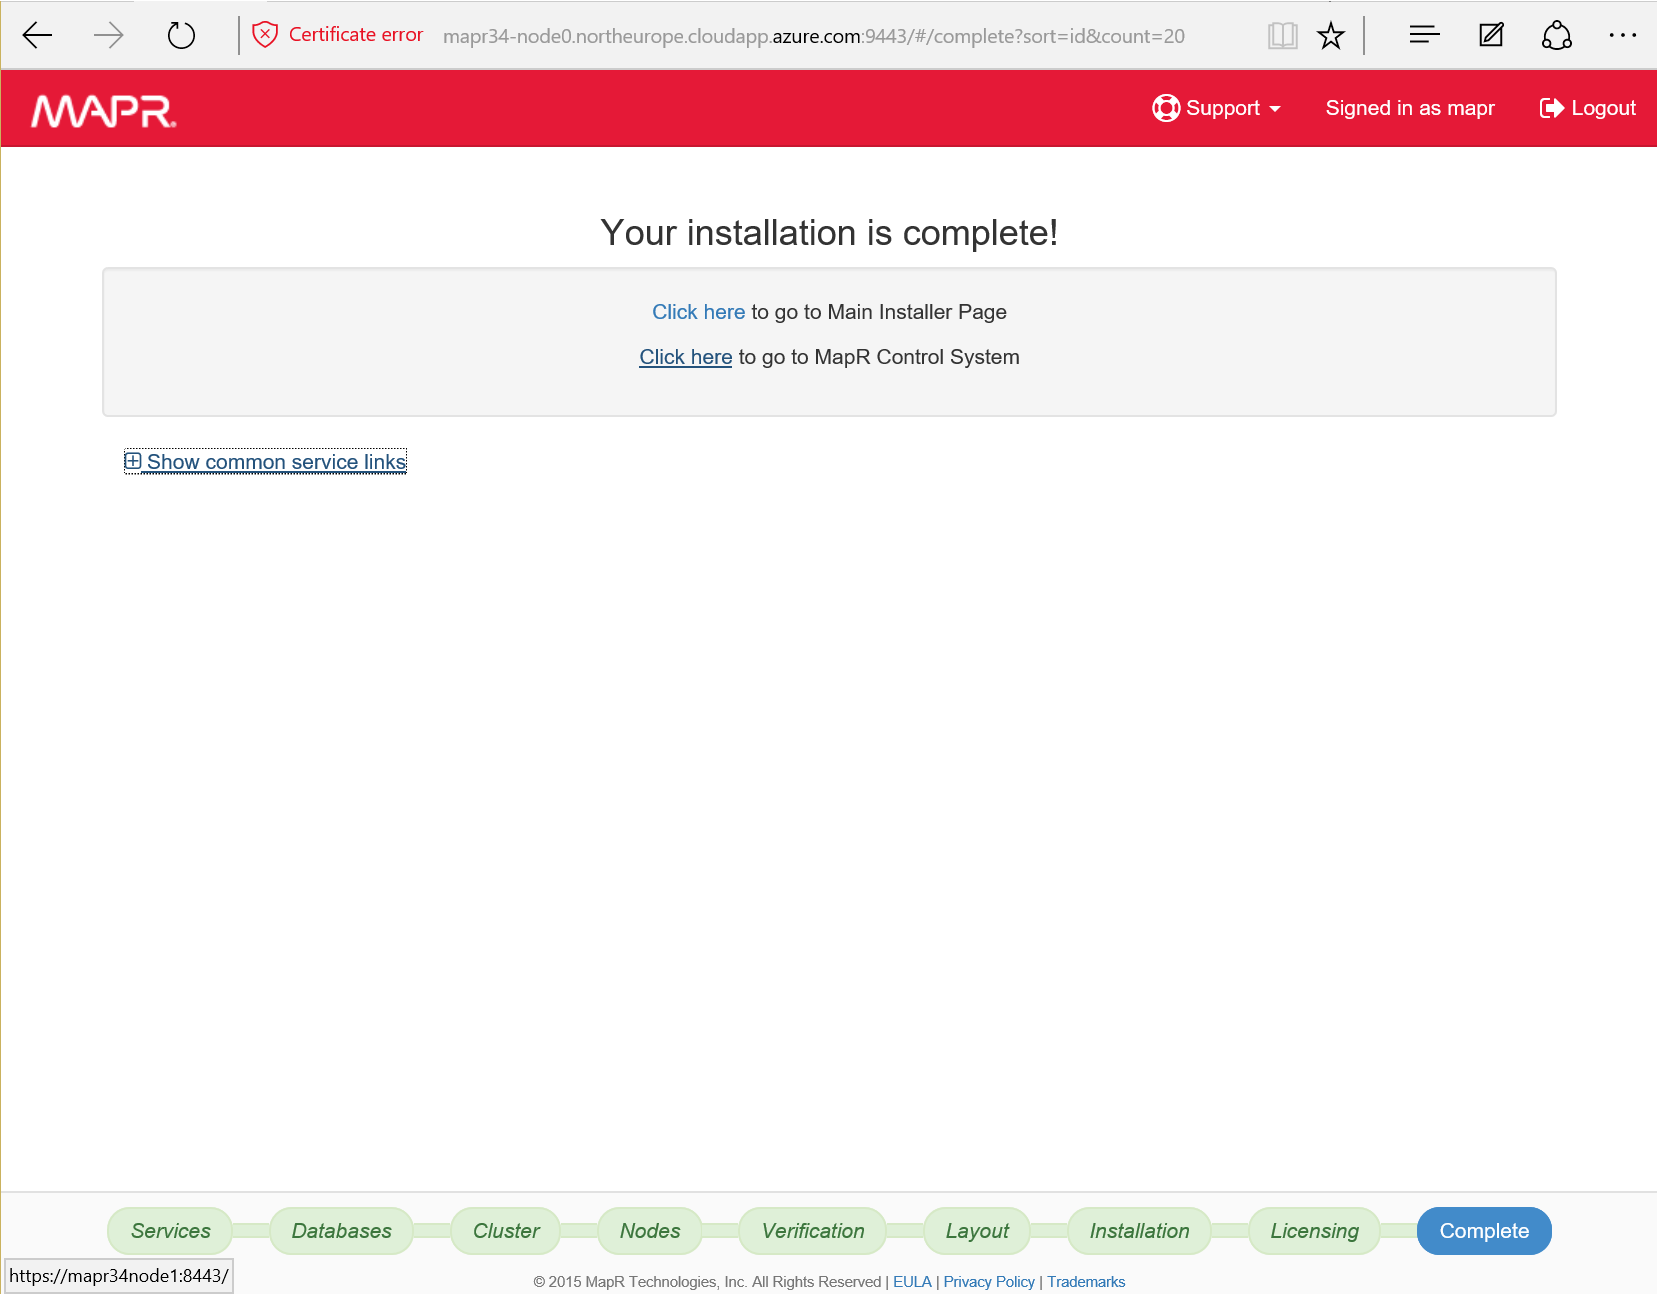 Certificate error mapr34-node0.northeurope.cloudapp.azure.com:9443/#/complete?sort=id&count=20
MAPR.
Support
Signed in as mapr
Logout
Your installation is complete!
Click here to go to Main Installer Page
Click here to go to MapR Control System
Show common service links
Services
Databases
Cluster
Nodes
Verification
Layout
Installation
Licensing
Complete
https://mapr34node1:8443/
© 2015 MapR Technologies, Inc. All Rights Reserved | EULA | Privacy Policy | Trademarks